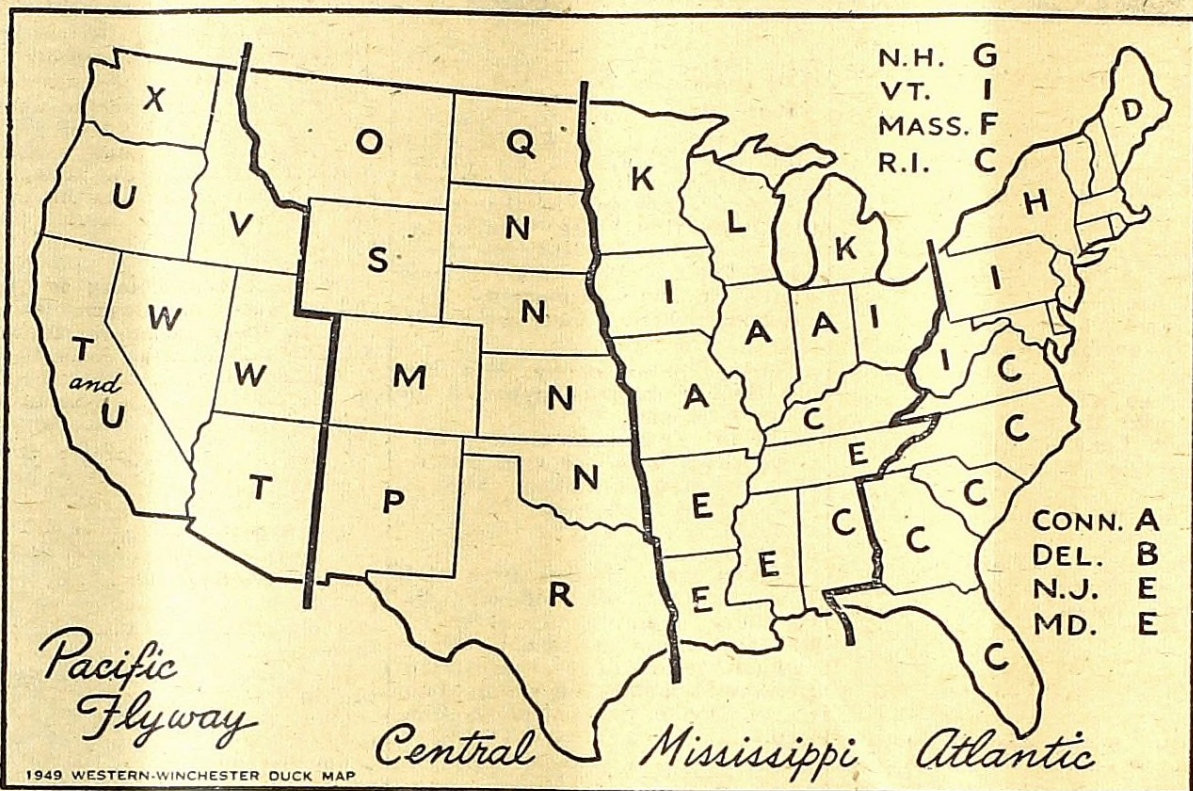 N.H. G
VT. I
MASS. F
R.I. C
X
O
Q
D
K
U
V
N
L
H
S
K
I
W
N
I
A
A
I
I
C
T
and
U
W
M
N
A
C
C
E
T
P
N
E
C
C
C
E
R
E
C
CONN. A
DEL. B
N.J. E
MD. E
Pacific
Flyway
Central
Mississippi
Atlantic
1949 WESTERN-WINCHESTER DUCK MAP